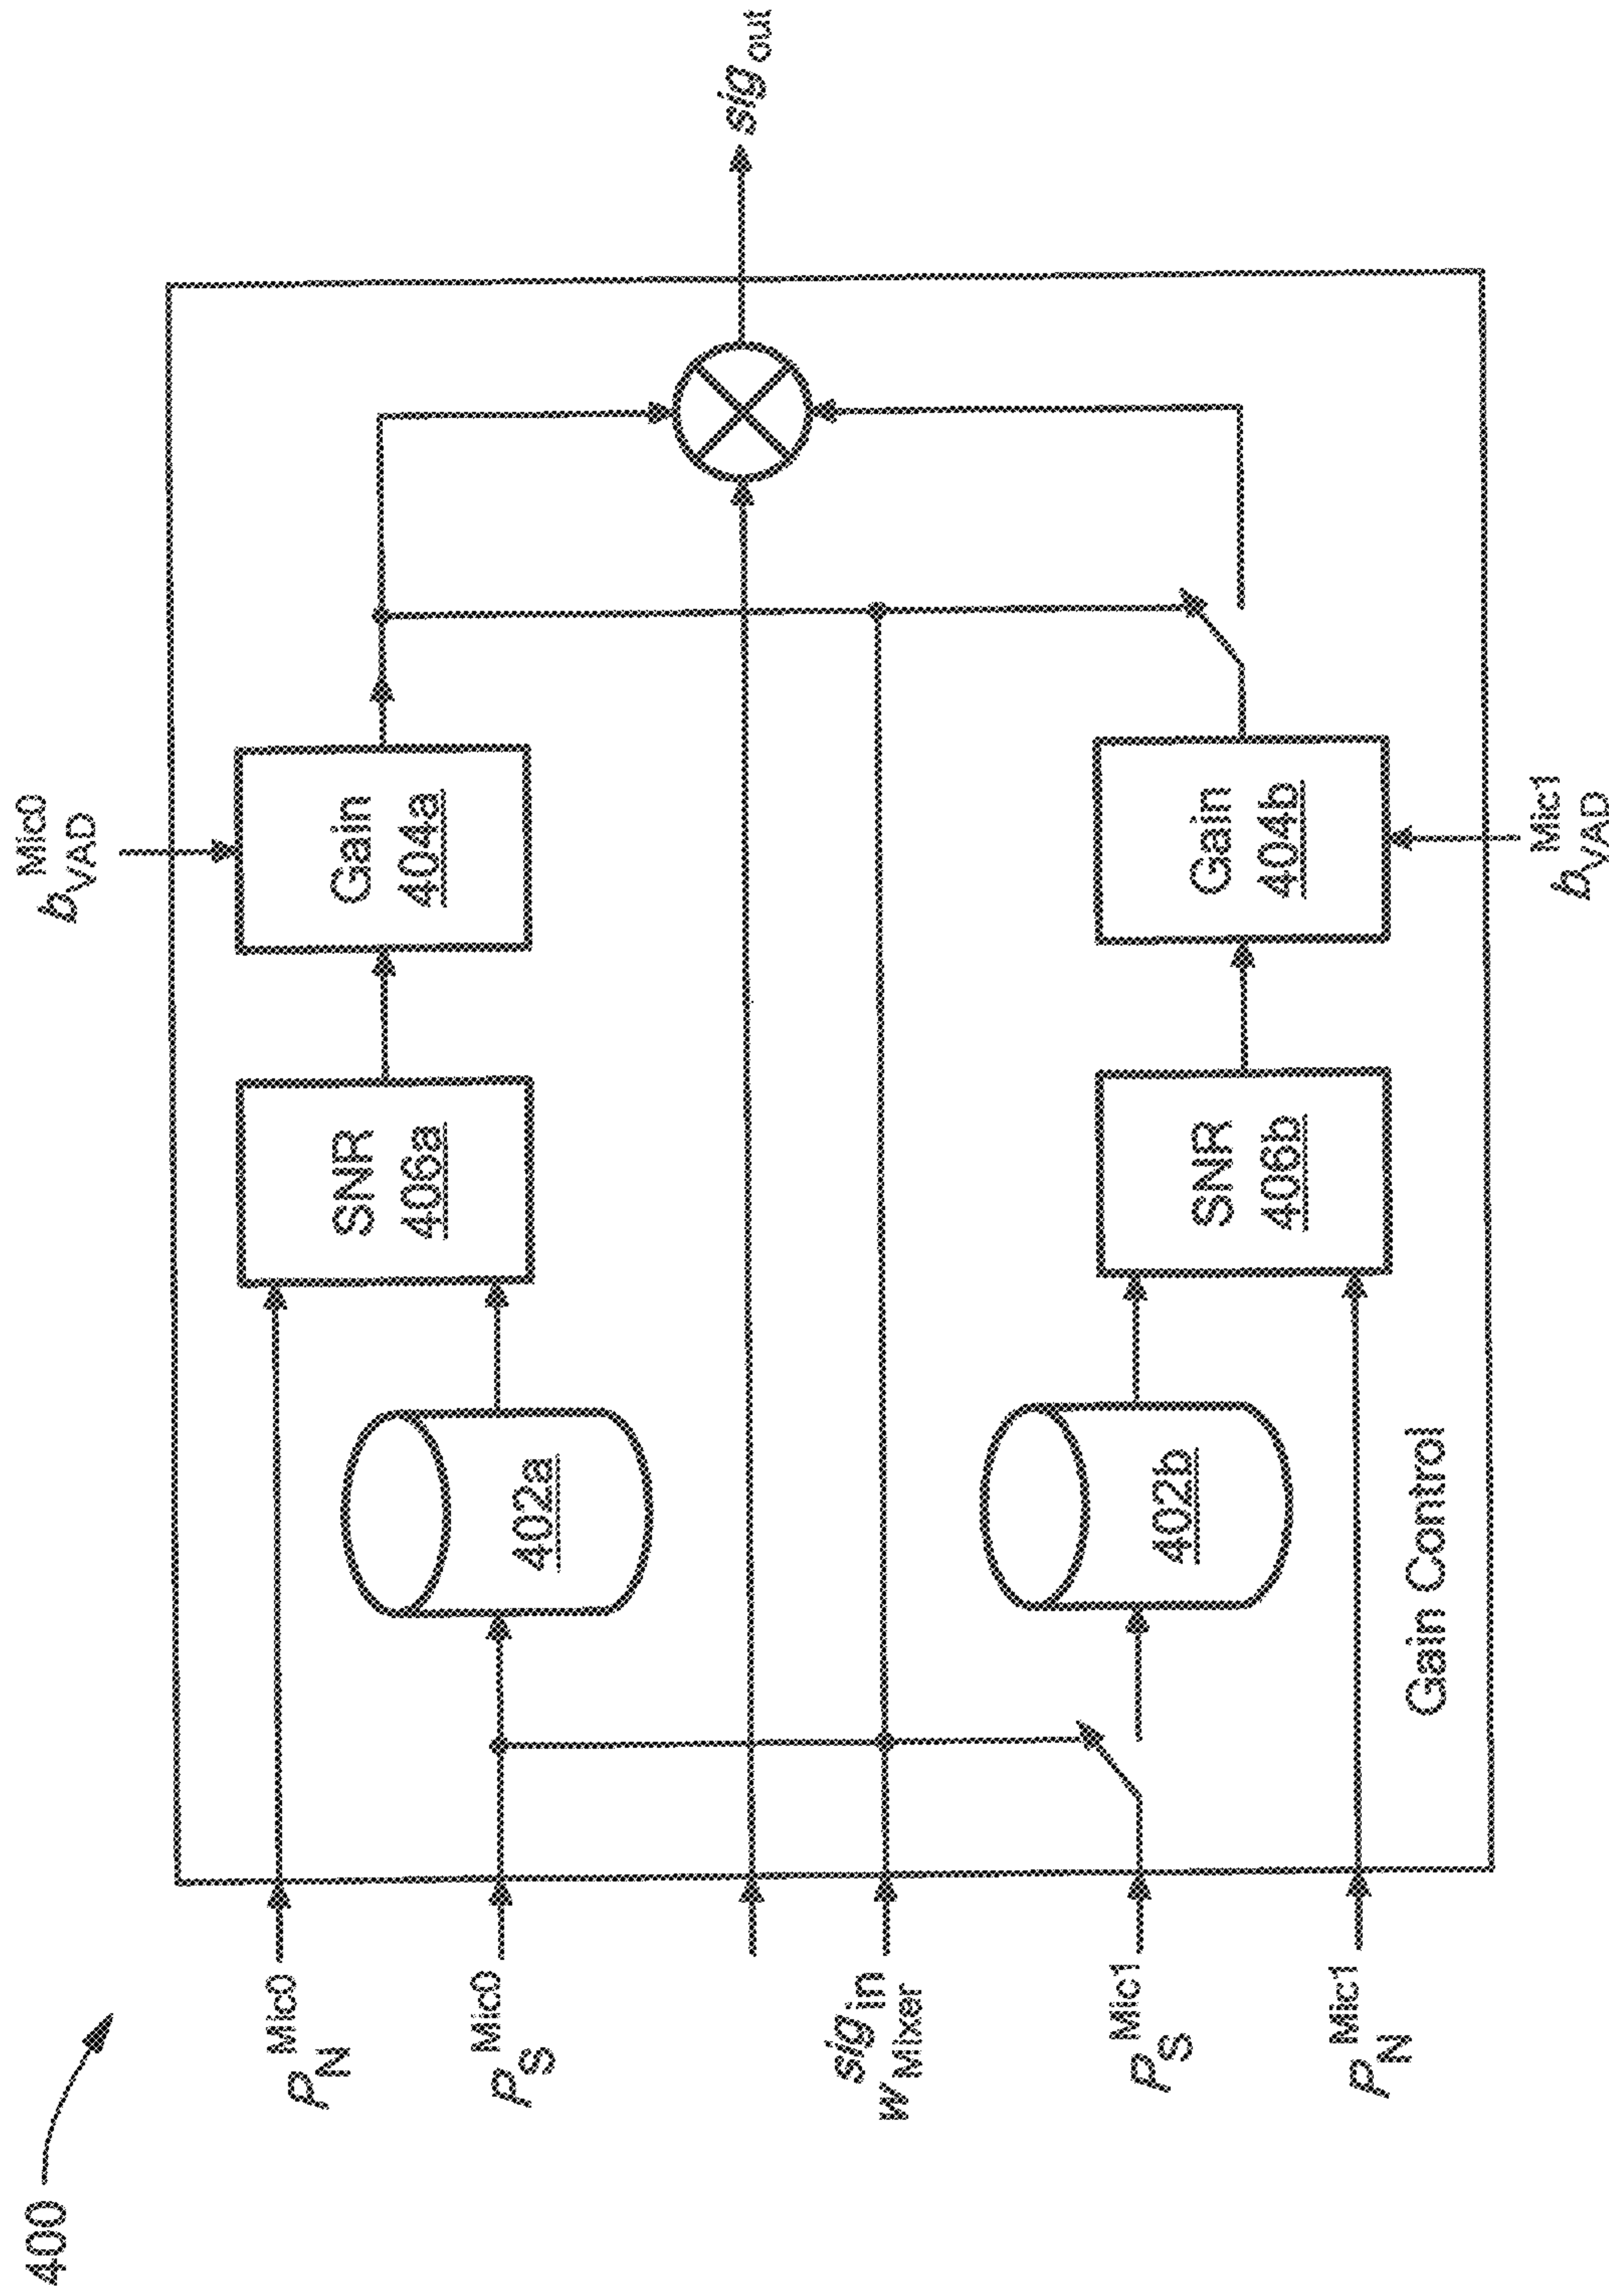 400
b_VAD^Mic0
P_N^Mic0
SNR
406a
Gain
404a
P_S^Mic0
402a
sig_out
sig_in
w_Mixer
P_S^Mic1
402b
SNR
406b
Gain
404b
P_N^Mic1
Gain Control
b_VAD^Mic1